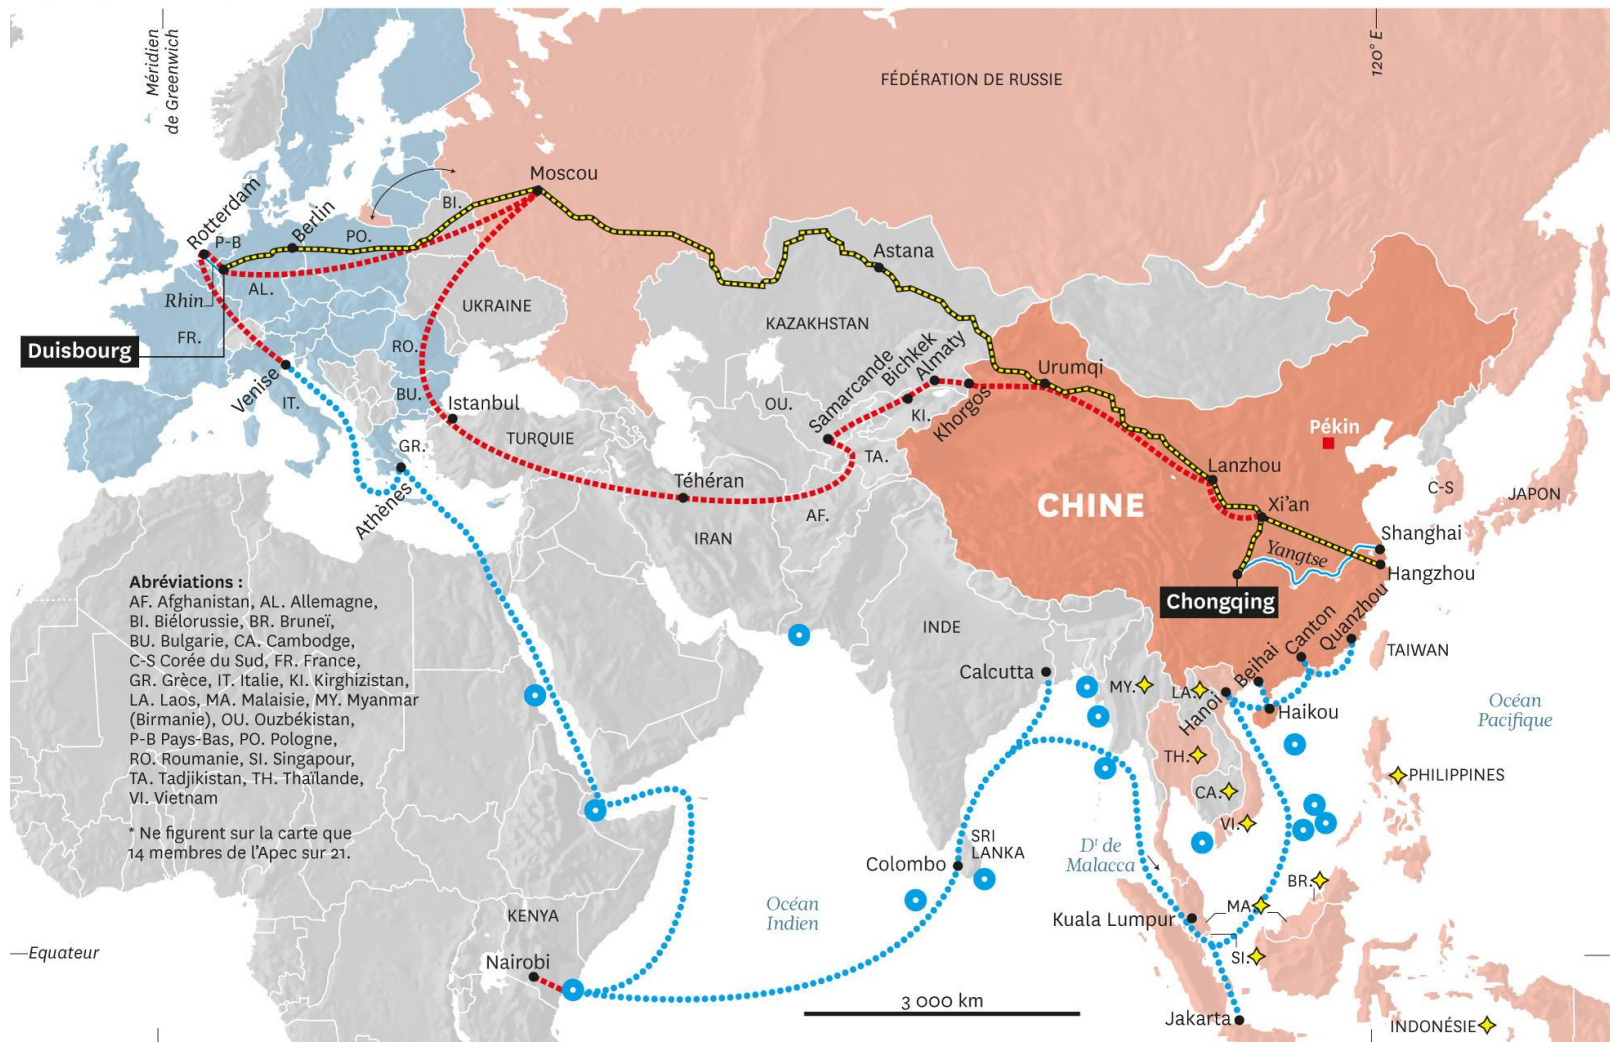 Méridien
de Greenwich
120° E
FÉDÉRATION DE RUSSIE
Moscou
Rotterdam
P-B
Berlin
PO.
BI.
Rhin
AL.
FR.
Duisbourg
UKRAINE
RO.
BU.
Venise
IT.
Istanbul
GR.
TURQUIE
Athènes
Astana
KAZAKHSTAN
Samarcande
Bichkek
Almaty
OU.
KI.
Khorgos
TA.
Urumqi
Téhéran
AF.
IRAN
Pékin
Lanzhou
CHINE
Xi'an
C-S
JAPON
Shanghai
Yangtse
Hangzhou
Chongqing
Quanzhou
Canton
Beihai
TAIWAN
Abréviations :
AF. Afghanistan, AL. Allemagne,
BI. Biélorussie, BR. Bruneï,
BU. Bulgarie, CA. Cambodge,
C-S Corée du Sud, FR. France,
GR. Grèce, IT. Italie, KI. Kirghizistan,
LA. Laos, MA. Malaisie, MY. Myanmar
(Birmanie), OU. Ouzbékistan,
P-B Pays-Bas, PO. Pologne,
RO. Roumanie, SI. Singapour,
TA. Tadjikistan, TH. Thaïlande,
VI. Vietnam
* Ne figurent sur la carte que
14 membres de l'Apec sur 21.
INDE
Calcutta
MY.
LA.
Hanoi
Haikou
Océan
Pacifique
TH.
CA.
VI.
PHILIPPINES
SRI
LANKA
Colombo
Dt de
Malacca
BR.
MA.
Océan
Indien
Kuala Lumpur
SI.
KENYA
Equateur
Nairobi
3 000 km
Jakarta
INDONÉSIE